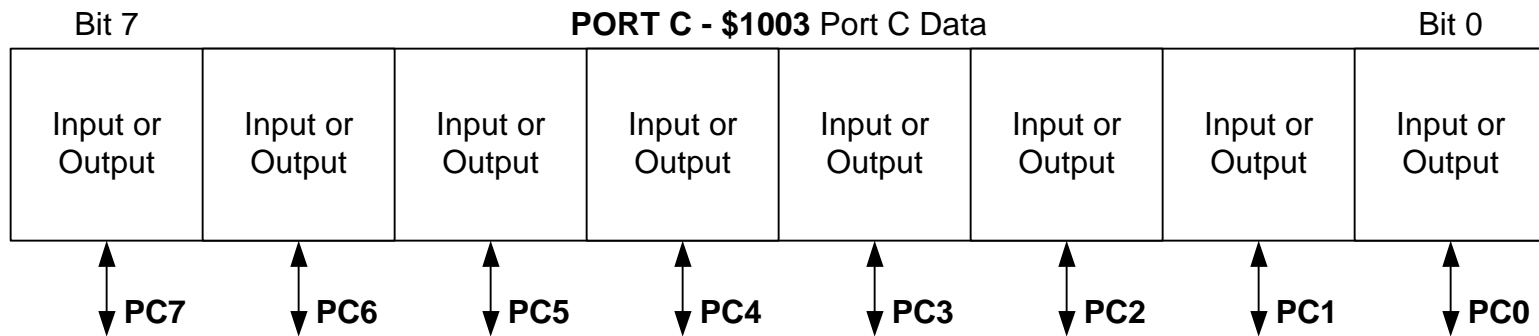 Bit 7 PORT C - $1003 Port C Data Bit 0
Input or Input or Input or Input or Input or Input or Input or Input or
Output Output Output Output Output Output Output Output
PC7 PC6 PC5 PC4 PC3 PC2 PC1 PC0